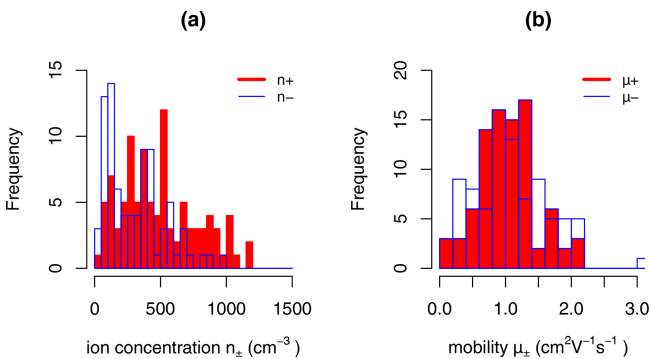 (a)
Frequency
0 5 10 15
n+
n−
0 500 1000 1500
ion concentration n± (cm⁻³)
(b)
Frequency
0 5 10 15 20
μ+
μ−
0.0 1.0 2.0 3.0
mobility μ± (cm²V⁻¹s⁻¹)